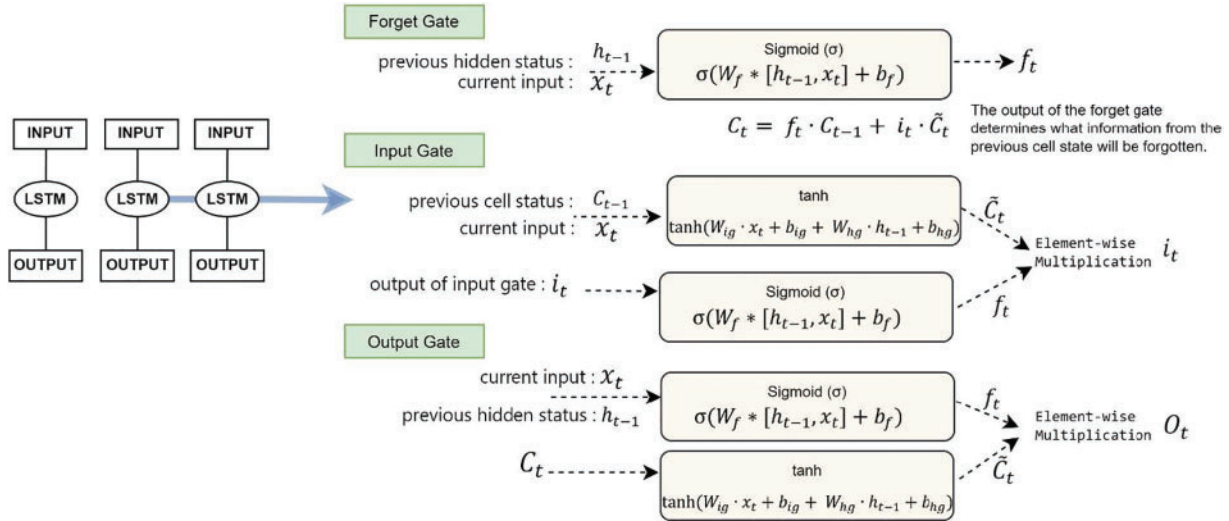 INPUT INPUT INPUT
LSTM LSTM LSTM
OUTPUT OUTPUT OUTPUT
Forget Gate
previous hidden status : h_{t−1}
current input : x_t
Sigmoid (σ)
σ(W_f * [h_{t−1}, x_t] + b_f)
f_t
C_t = f_t · C_{t−1} + i_t · C̃_t
The output of the forget gate
determines what information from the
previous cell state will be forgotten.
Input Gate
previous cell status : C_{t−1}
current input : x_t
tanh
tanh(W_{ig} · x_t + b_{ig} + W_{hg} · h_{t−1} + b_{hg})
C̃_t
output of input gate : i_t
Sigmoid (σ)
σ(W_f * [h_{t−1}, x_t] + b_f)
f_t
Element-wise
Multiplication i_t
Output Gate
current input : x_t
previous hidden status : h_{t−1}
Sigmoid (σ)
σ(W_f * [h_{t−1}, x_t] + b_f)
f_t
C_t
tanh
tanh(W_{ig} · x_t + b_{ig} + W_{hg} · h_{t−1} + b_{hg})
C̃_t
Element-wise
Multiplication O_t